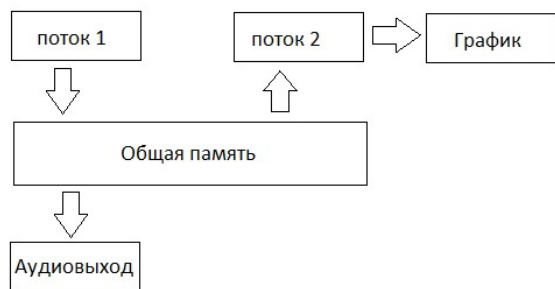 поток 1
поток 2
График
Общая память
Аудиовыход